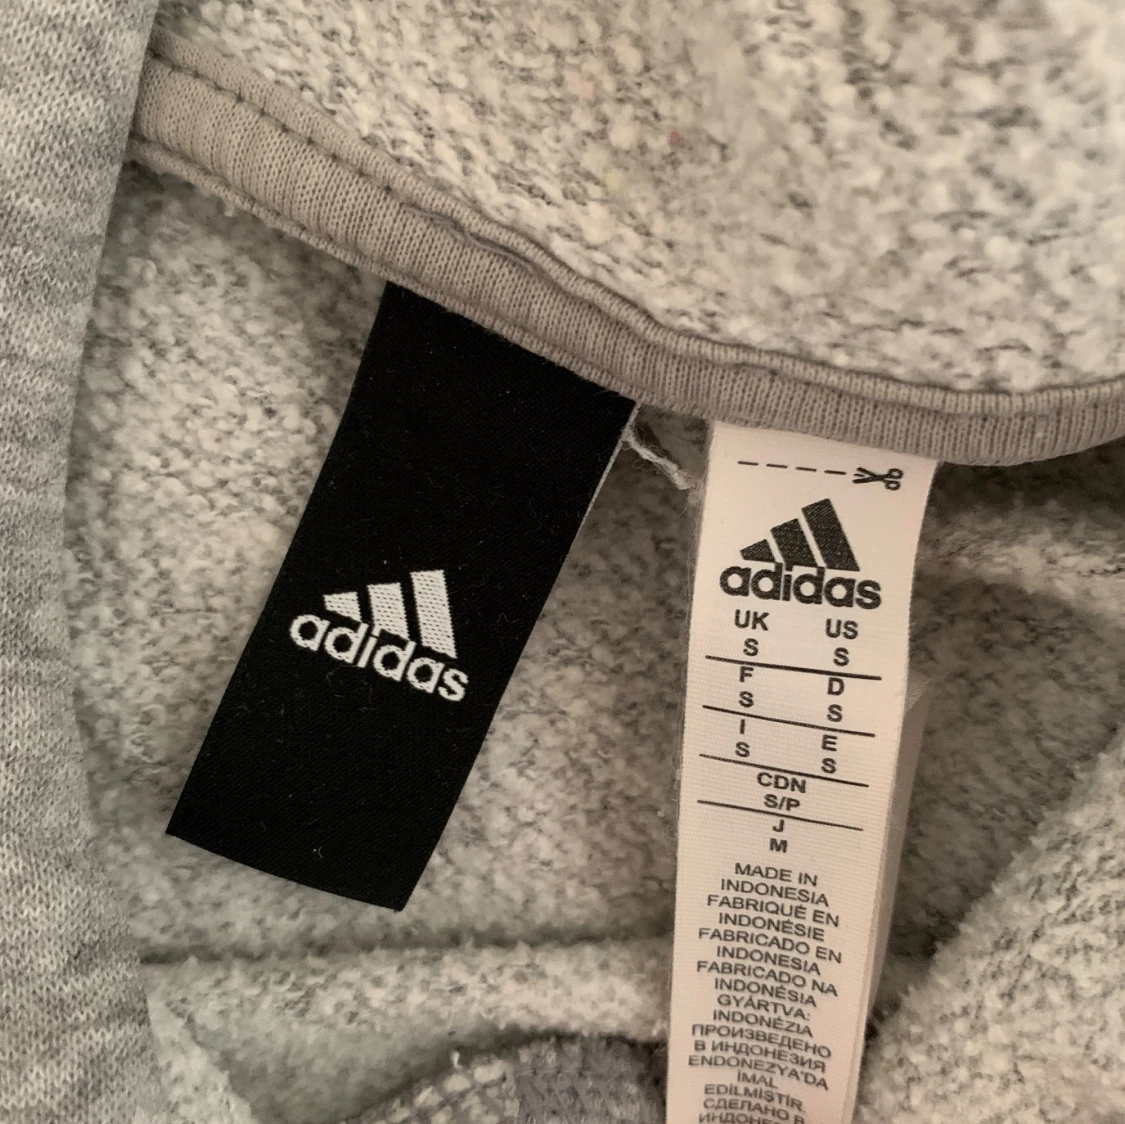 adidas
adidas
UK US
S S
F D
S S
I E
S S
CDN
S/P
J
M
MADE IN
INDONESIA
FABRIQUÉ EN
INDONÉSIE
FABRICADO EN
INDONESIA
FABRICADO NA
INDONÉSIA
GYÁRTVA:
INDONÉZIA
ПРОИЗВЕДЕНО
В ИНДОНЕЗИЯ
ENDONEZYA'DA
İMAL
EDİLMİŞTİR.
СДЕЛАНО В